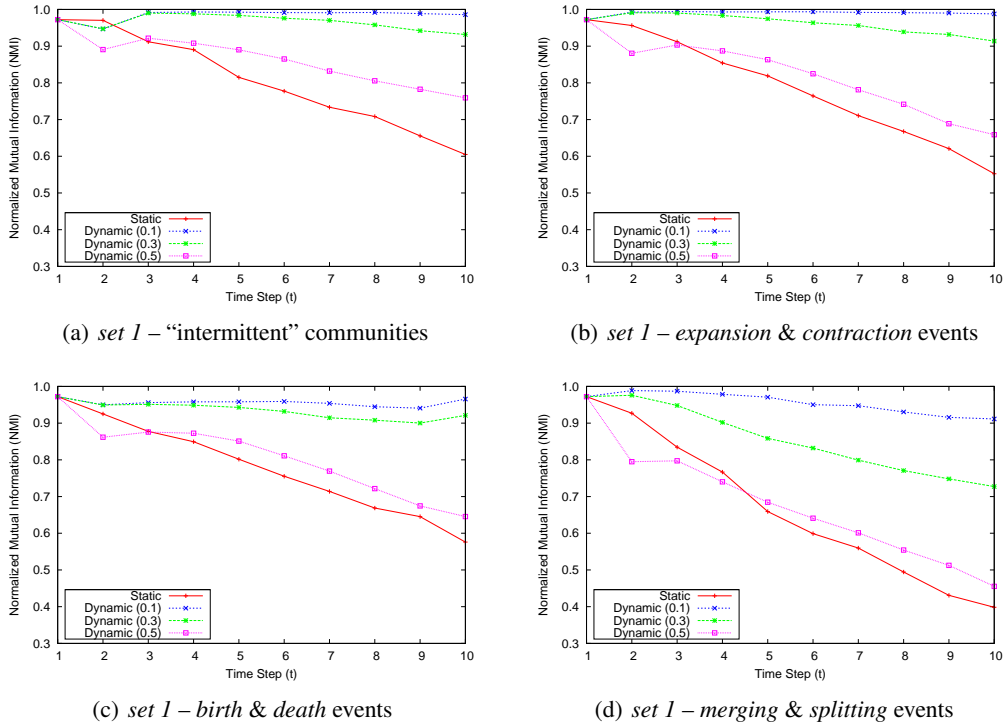 Normalized Mutual Information (NMI)
1.0
0.9
0.8
0.7
0.6
0.5
0.4
0.3
Static
Dynamic (0.1)
Dynamic (0.3)
Dynamic (0.5)
1 2 3 4 5 6 7 8 9 10
Time Step (t)
(a) set 1 – “intermittent” communities
Normalized Mutual Information (NMI)
1.0
0.9
0.8
0.7
0.6
0.5
0.4
0.3
Static
Dynamic (0.1)
Dynamic (0.3)
Dynamic (0.5)
1 2 3 4 5 6 7 8 9 10
Time Step (t)
(b) set 1 – expansion & contraction events
Normalized Mutual Information (NMI)
1.0
0.9
0.8
0.7
0.6
0.5
0.4
0.3
Static
Dynamic (0.1)
Dynamic (0.3)
Dynamic (0.5)
1 2 3 4 5 6 7 8 9 10
Time Step (t)
(c) set 1 – birth & death events
Normalized Mutual Information (NMI)
1.0
0.9
0.8
0.7
0.6
0.5
0.4
0.3
Static
Dynamic (0.1)
Dynamic (0.3)
Dynamic (0.5)
1 2 3 4 5 6 7 8 9 10
Time Step (t)
(d) set 1 – merging & splitting events